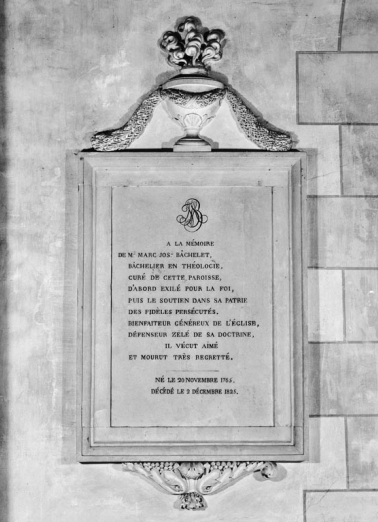 A LA MÉMOIRE
DE Mr MARC JOSh BACHELET,
BACHELIER EN THÉOLOGIE,
CURÉ DE CETTE PAROISSE,
D'ABORD EXILÉ POUR LA FOI,
PUIS LE SOUTIEN DANS SA PATRIE
DES FIDÈLES PERSÉCUTÉS.
BIENFAITEUR GÉNÉREUX DE L'ÉGLISE,
DÉFENSEUR ZÉLÉ DE SA DOCTRINE,
IL VÉCUT AIMÉ
ET MOURUT TRÈS REGRETTÉ.
NÉ LE 20 NOVEMBRE
DÉCÉDÉ LE 2 DÉCEMBRE